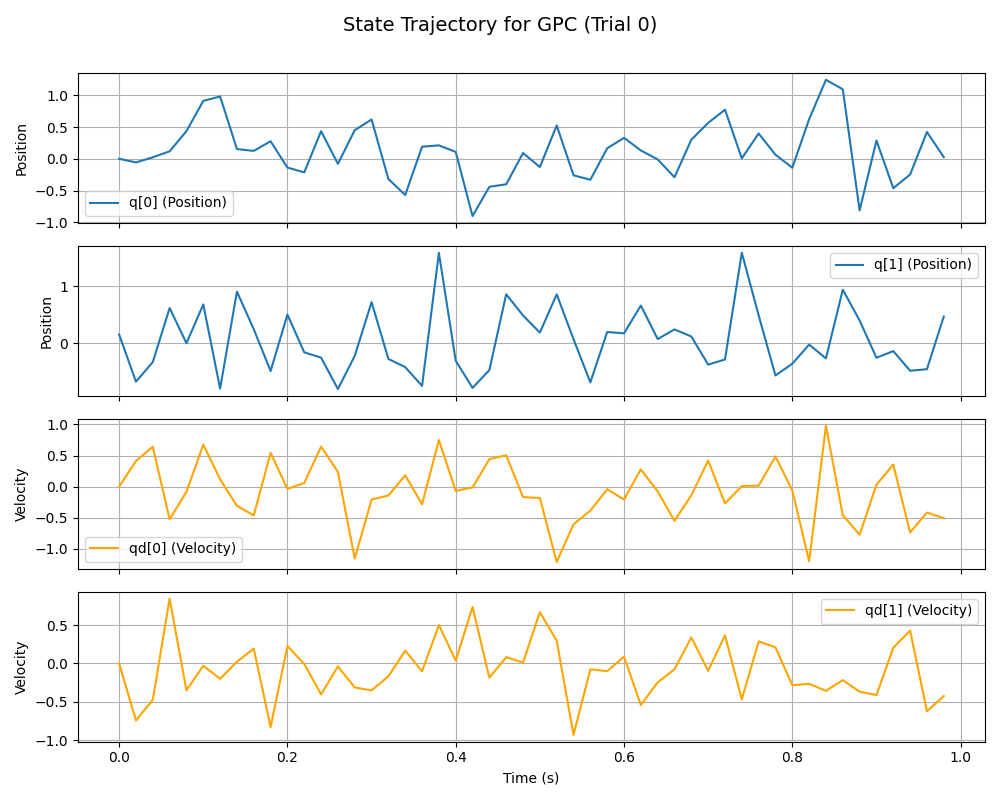 State Trajectory for GPC (Trial 0)
Position
1.0
0.5
0.0
−0.5
−1.0
q[0] (Position)
Position
1
0
q[1] (Position)
Velocity
1.0
0.5
0.0
−0.5
−1.0
qd[0] (Velocity)
Velocity
0.5
0.0
−0.5
−1.0
qd[1] (Velocity)
0.0 0.2 0.4 0.6 0.8 1.0
Time (s)